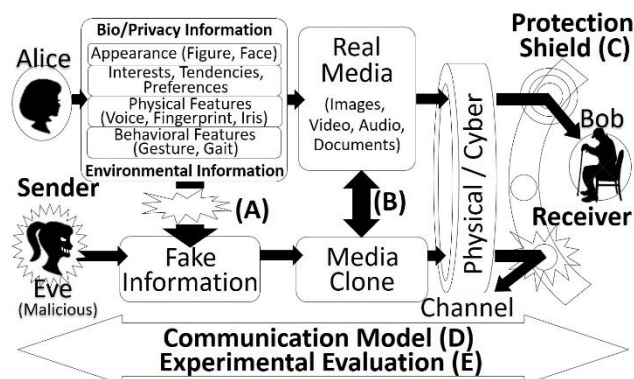 Alice
Bio/Privacy Information
Appearance (Figure, Face)
Interests, Tendencies,
Preferences
Physical Features
(Voice, Fingerprint, Iris)
Behavioral Features
(Gesture, Gait)
Environmental Information
Real
Media
(Images,
Video, Audio,
Documents)
Physical / Cyber
Protection
Shield (C)
Bob
Receiver
Sender
Eve
(Malicious)
(A)
Fake
Information
(B)
Media
Clone
Channel
Communication Model (D)
Experimental Evaluation (E)